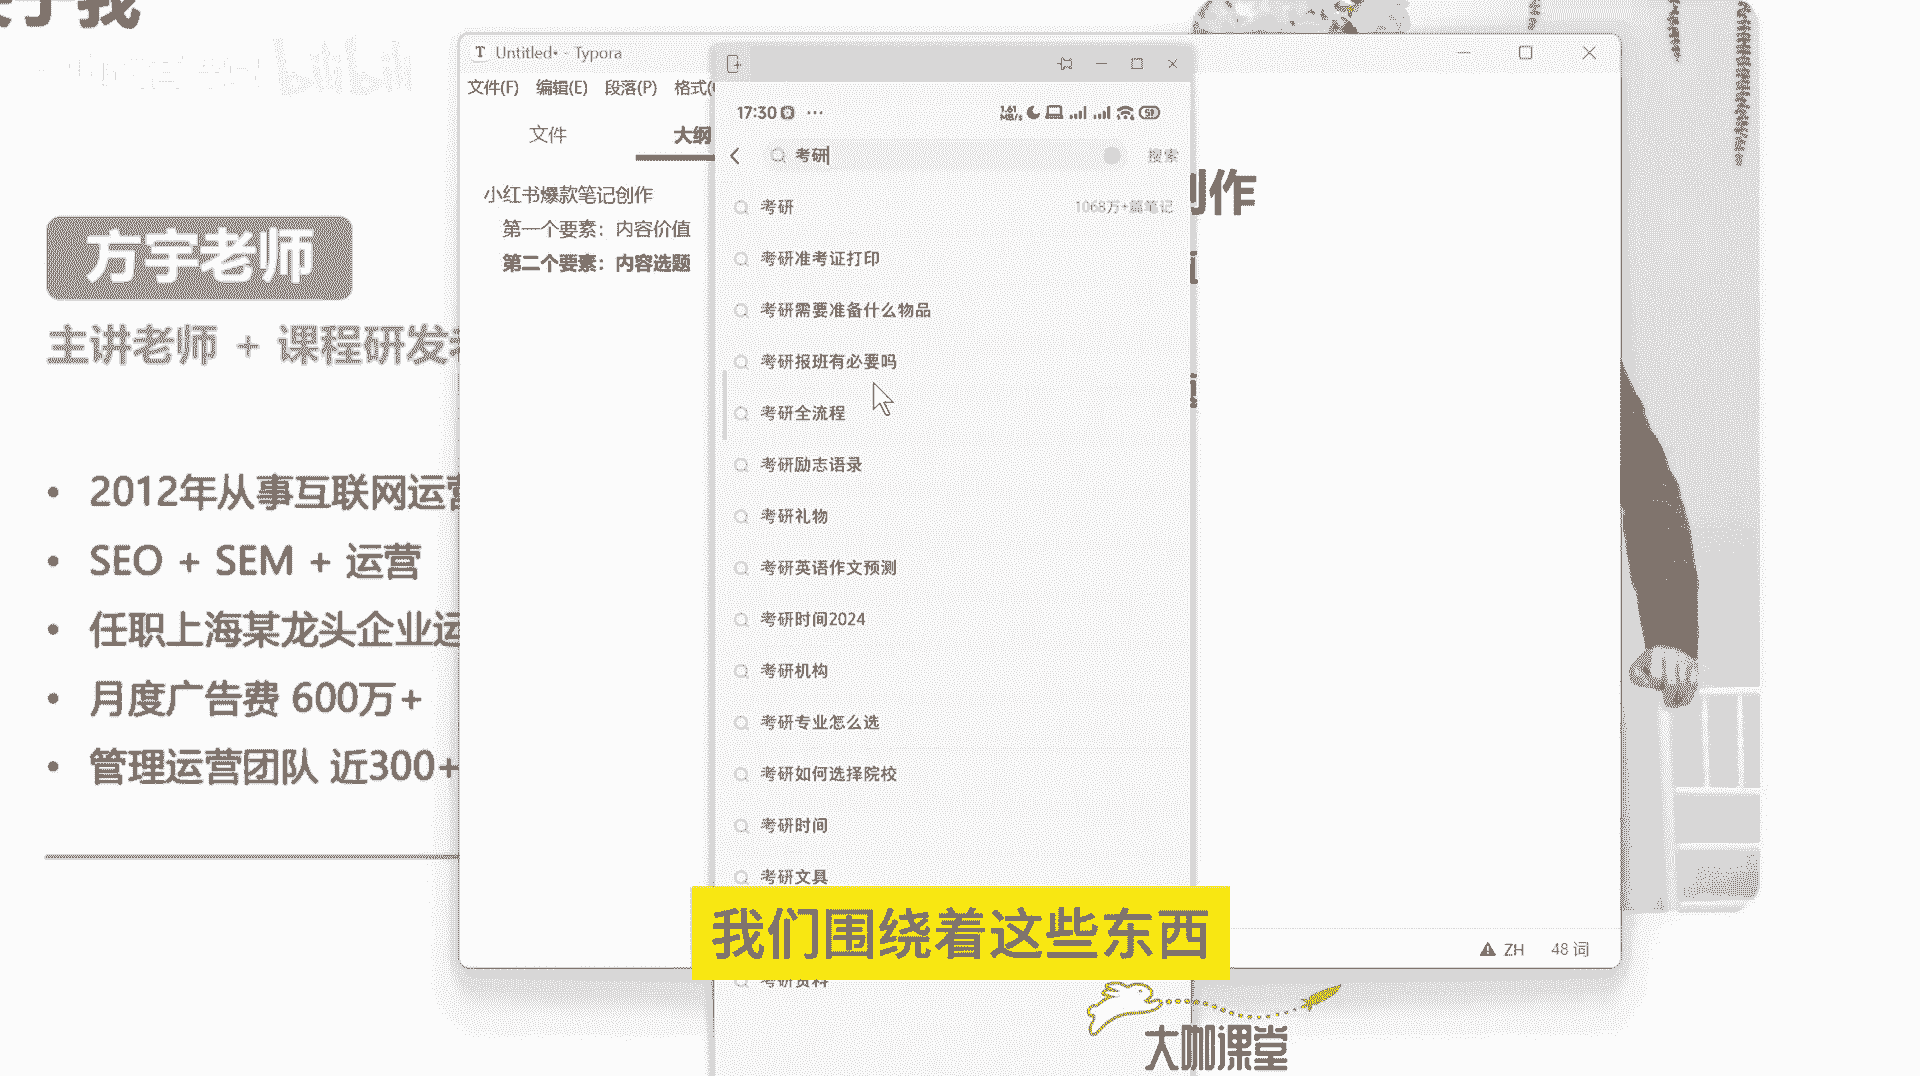 我
bilibili
方宇老师
主讲老师 + 课程研发
2012年从事互联网运营
SEO + SEM + 运营
任职上海某龙头企业运
月度广告费 600万+
管理运营团队 近300+
Untitled• - Typora
文件(F) 编辑(E) 段落(P) 格式(
文件 大纲
小红书爆款笔记创作
第一个要素：内容价值
第二个要素：内容选题
创作
17:30
1.61 MB/s
59
考研
搜索
考研 1068万+篇笔记
考研准考证打印
考研需要准备什么物品
考研报班有必要吗
考研全流程
考研励志语录
考研礼物
考研英语作文预测
考研时间2024
考研机构
考研专业怎么选
考研如何选择院校
考研时间
考研文具
我们围绕着这些东西
考研资料
ZH 48 词
大咖课堂